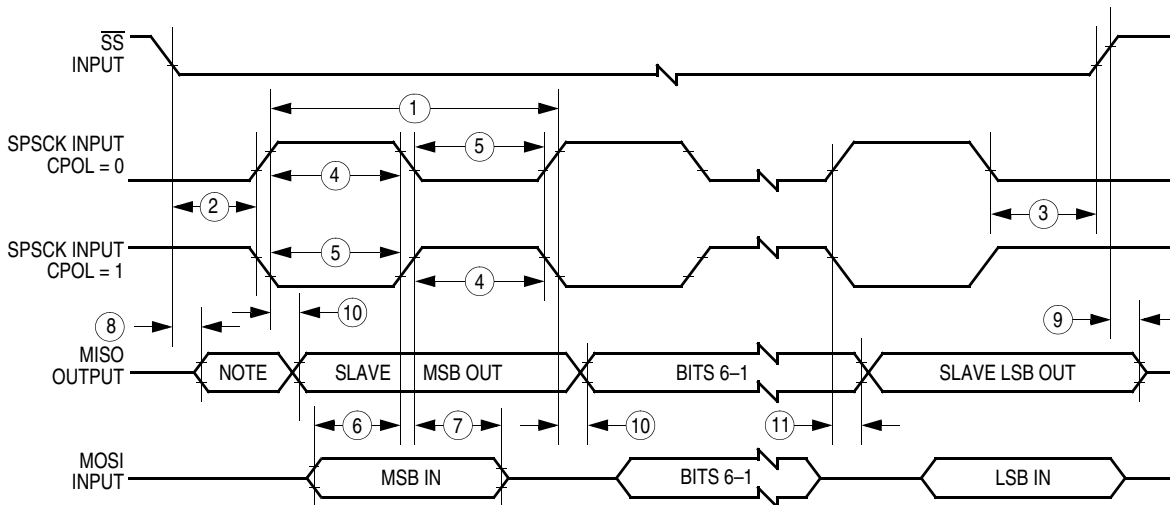 SS
INPUT
1
SPSCK INPUT
CPOL = 0
5
4
2
3
SPSCK INPUT
CPOL = 1
5
4
8
10
9
MISO
OUTPUT
NOTE
SLAVE MSB OUT
BITS 6–1
SLAVE LSB OUT
6
7
10
11
MOSI
INPUT
MSB IN
BITS 6–1
LSB IN